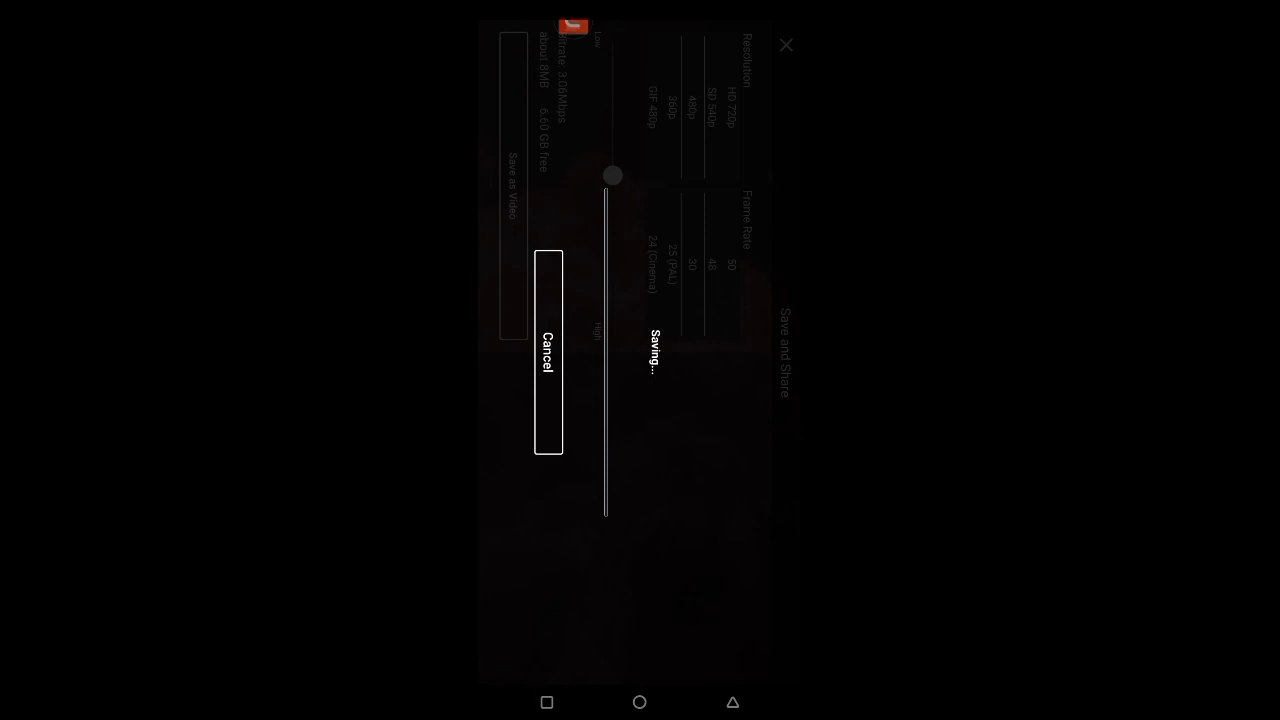 Save and Share
Resolution
Frame Rate
HD 720p
50
SD 540p
48
480p
30
360p
25 (PAL)
GIF 480p
24 (Cinema)
Saving...
Low
High
Cancel
Bitrate: 3.06Mbps
about 8MB
6.60 GB free
Save as Video